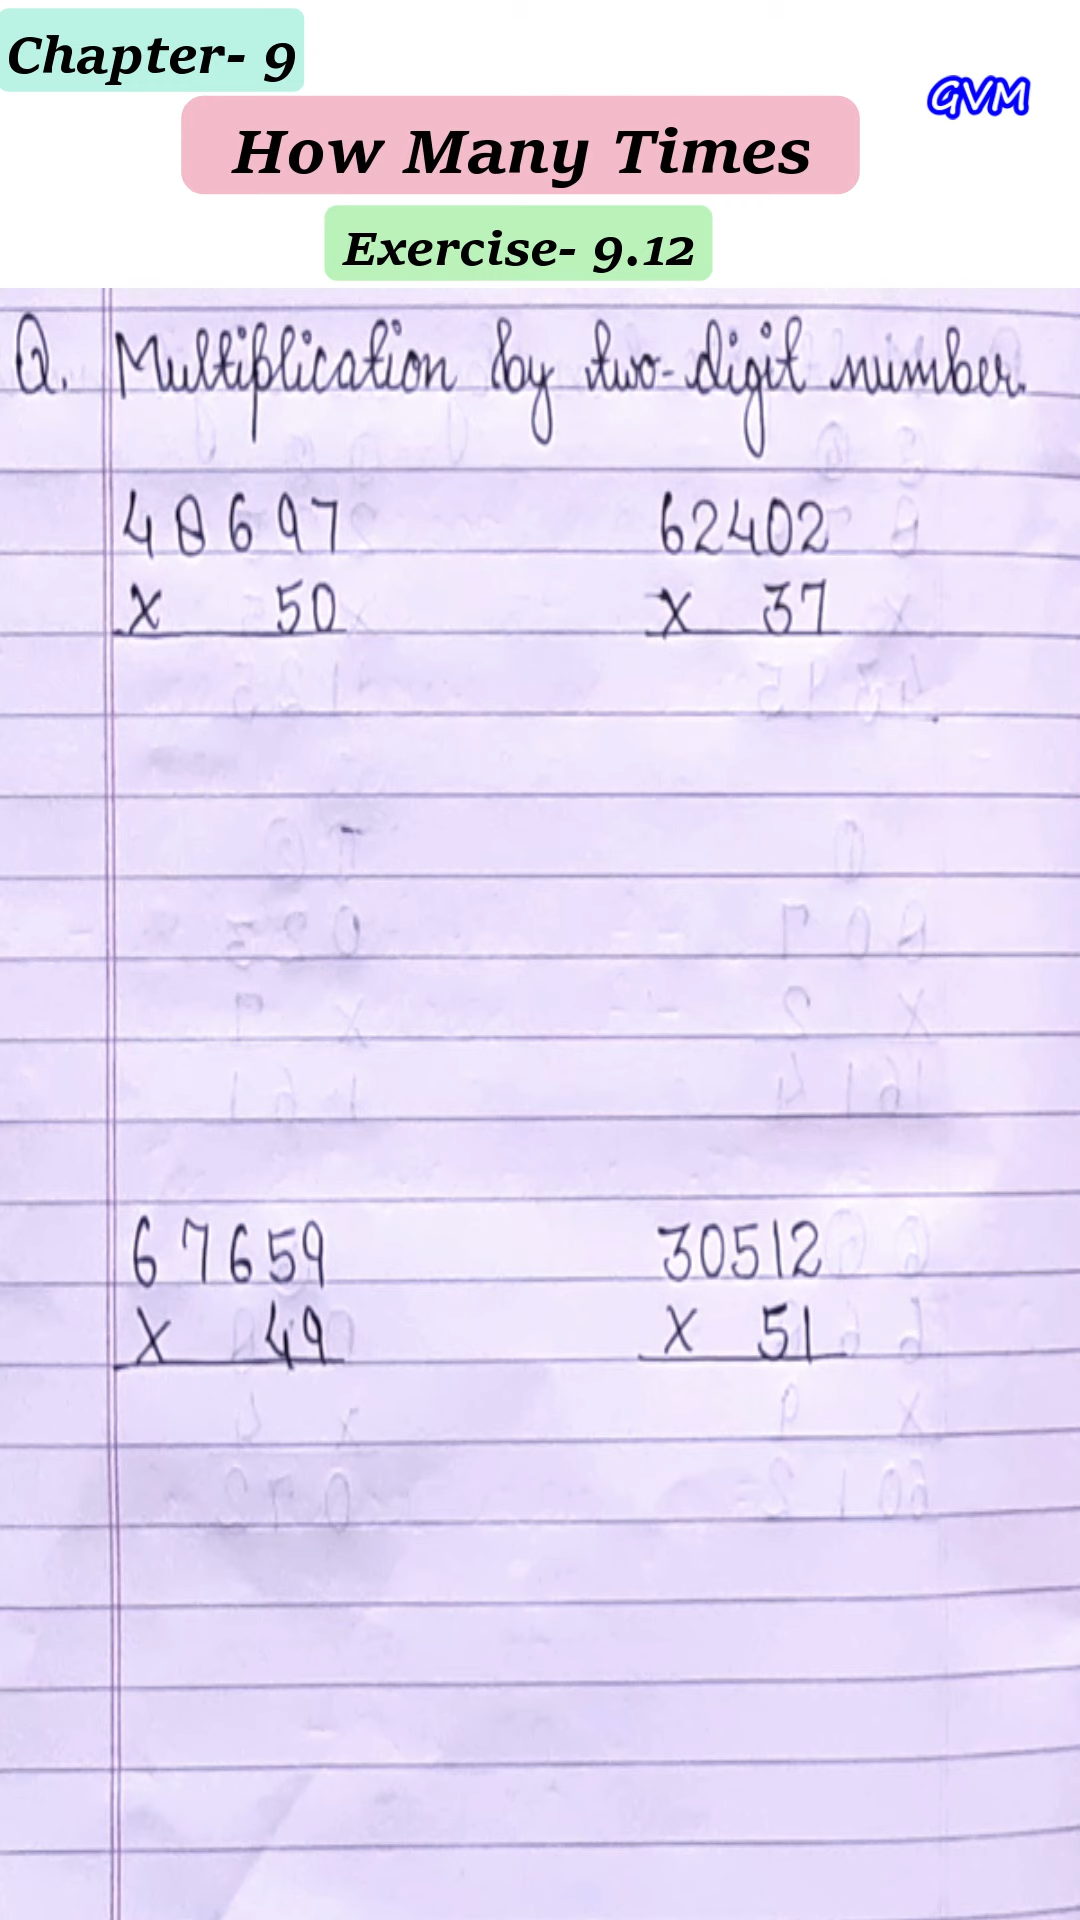 Chapter- 9
GVM
How Many Times
Exercise- 9.12
Q. Multiplication by two-digit number.
48697 62402
x 50 x 37
67659 30512
x 49 x 51